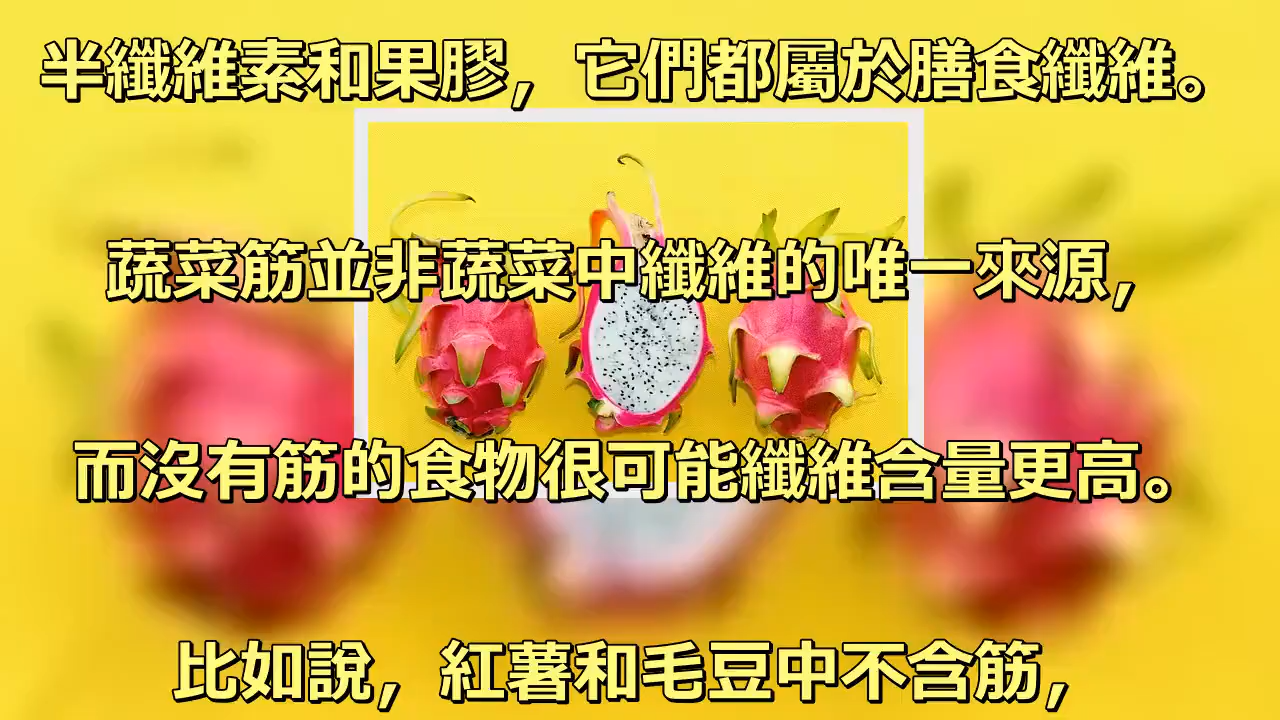 半纖維素和果膠，它們都屬於膳食纖維。
蔬菜筋並非蔬菜中纖維的唯一來源，
而沒有筋的食物很可能纖維含量更高。
比如說，紅薯和毛豆中不含筋，